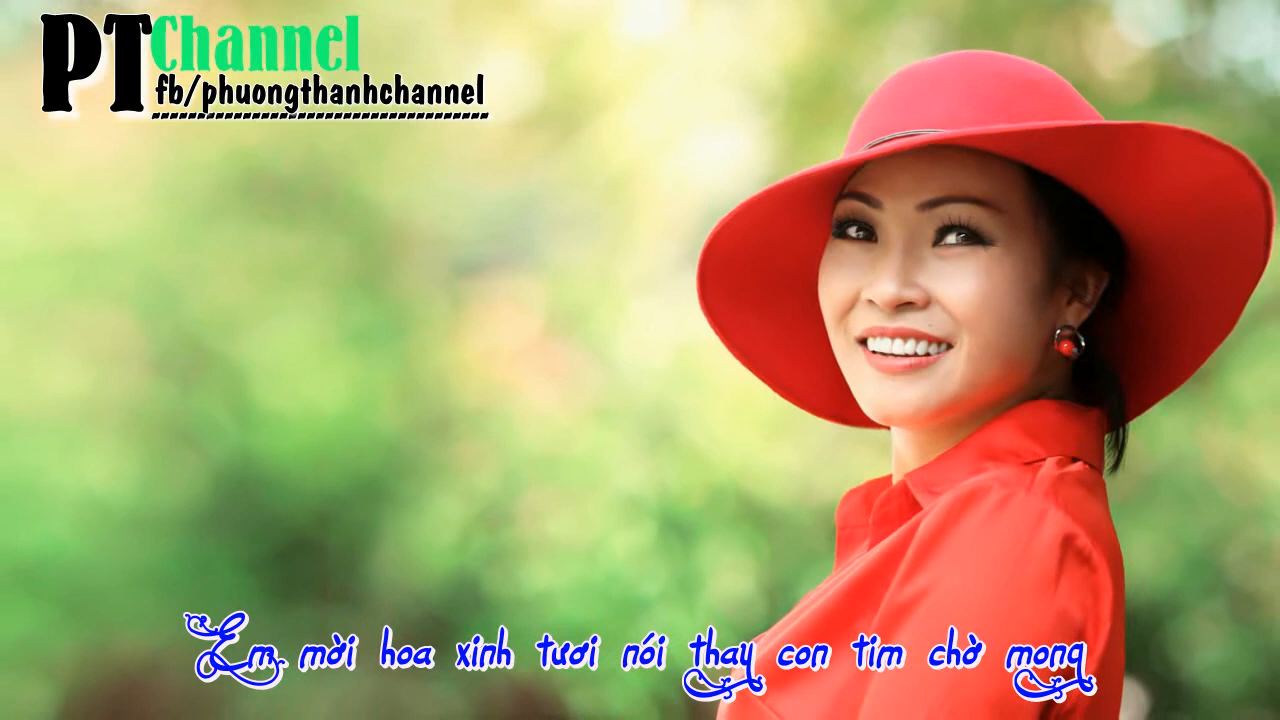 PT Channel
fb/phuongthanhchannel
Em mời hoa xinh tươi nói thay con tim chờ mong